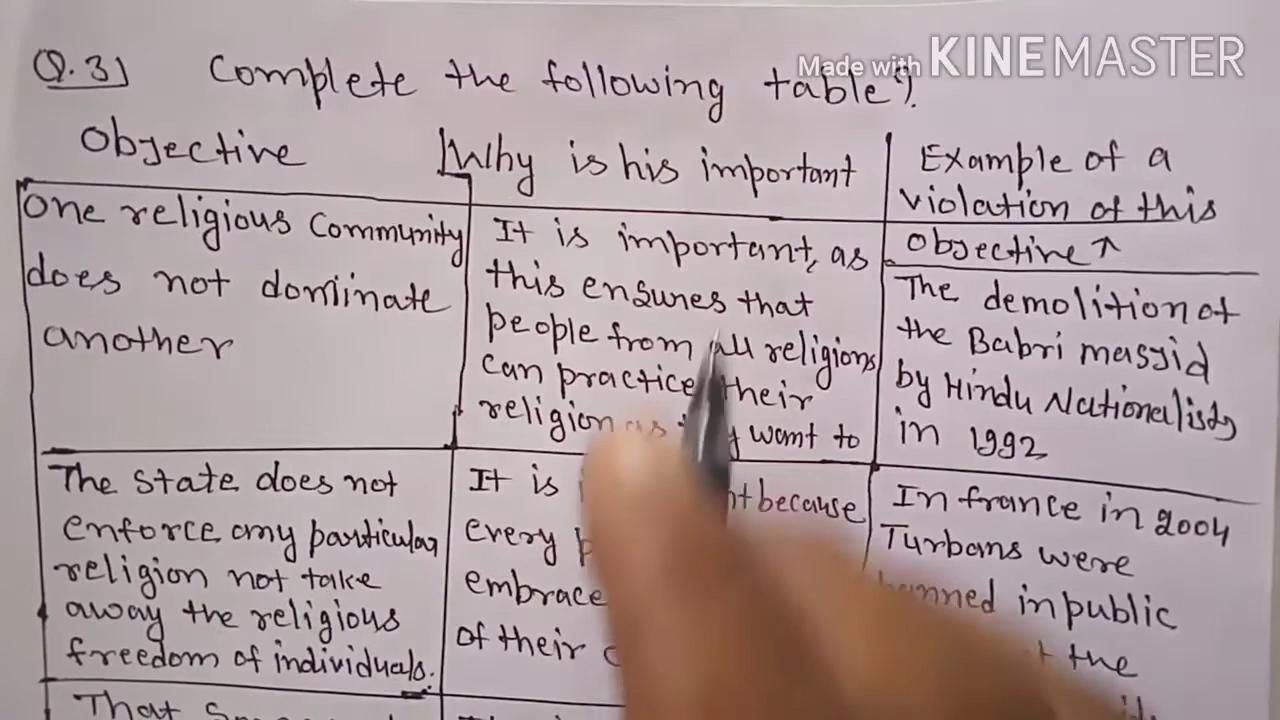 Made with KINEMASTER
Q.3) Complete the following table?).
Objective
Why is his important
Example of a
violation of this
objective↑
One religious Community
does not dominate
another
It is important, as
this ensures that
people from all religions
can practice their
religion as want to
The demolition of
the Babri masjid
by Hindu Nationalists
in 1992
The state does not
enforce any particular
religion not take
away the religious
freedom of individuals.
It is because
every
embrace
of their
In france in 2004
Turbans were
banned in public
the
That